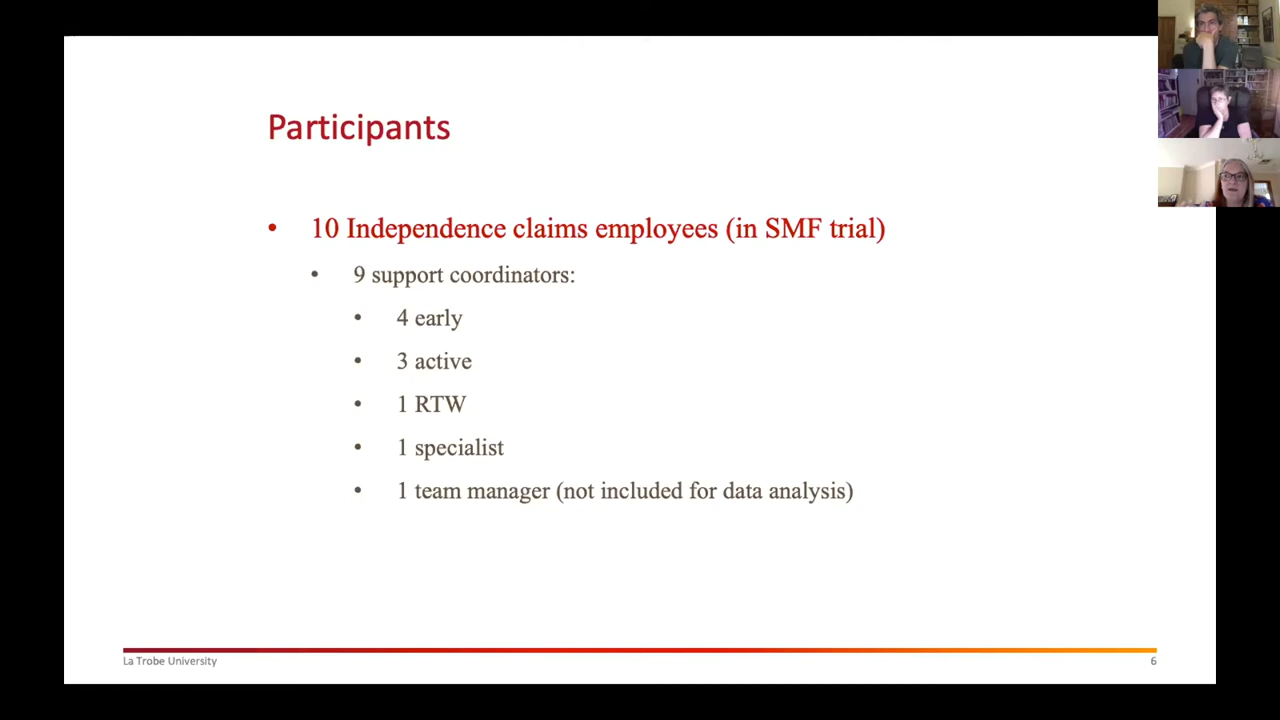 Participants
• 10 Independence claims employees (in SMF trial)
• 9 support coordinators:
• 4 early
• 3 active
• 1 RTW
• 1 specialist
• 1 team manager (not included for data analysis)
La Trobe University
6